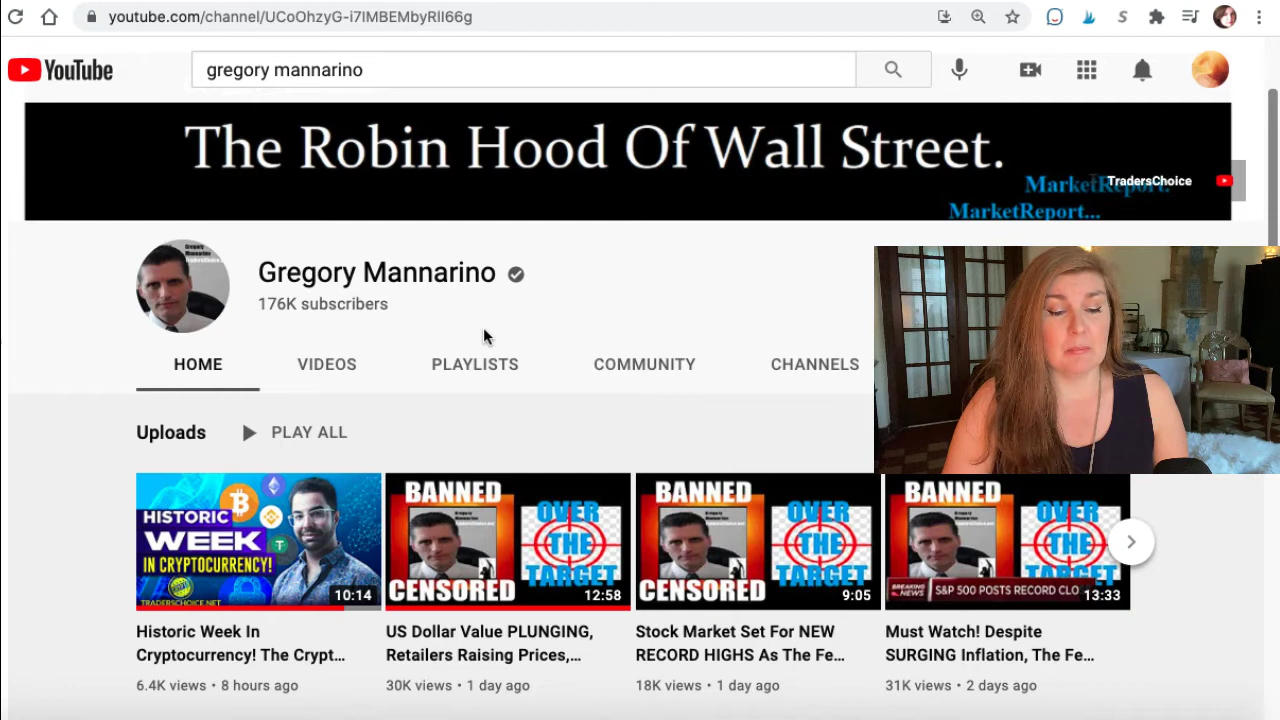 youtube.com/channel/UCoOhzyG-i7IMBEMbyRlI66g
YouTube
gregory mannarino
The Robin Hood Of Wall Street.
MarketReport.
TradersChoice
MarketReport...
Gregory Mannarino
176K subscribers
HOME VIDEOS PLAYLISTS COMMUNITY CHANNELS
Uploads PLAY ALL
HISTORIC
WEEK
IN CRYPTOCURRENCY!
TRADERSCHOICE.NET
10:14
BANNED
OVER
THE
TARGET
CENSORED
12:58
BANNED
OVER
THE
TARGET
CENSORED
9:05
BANNED
OVER
THE
TARGET
BREAKING
NEWS
S&P 500 POSTS RECORD CLO
13:33
Historic Week In
Cryptocurrency! The Crypt...
6.4K views • 8 hours ago
US Dollar Value PLUNGING,
Retailers Raising Prices,...
30K views • 1 day ago
Stock Market Set For NEW
RECORD HIGHS As The Fe...
18K views • 1 day ago
Must Watch! Despite
SURGING Inflation, The Fe...
31K views • 2 days ago